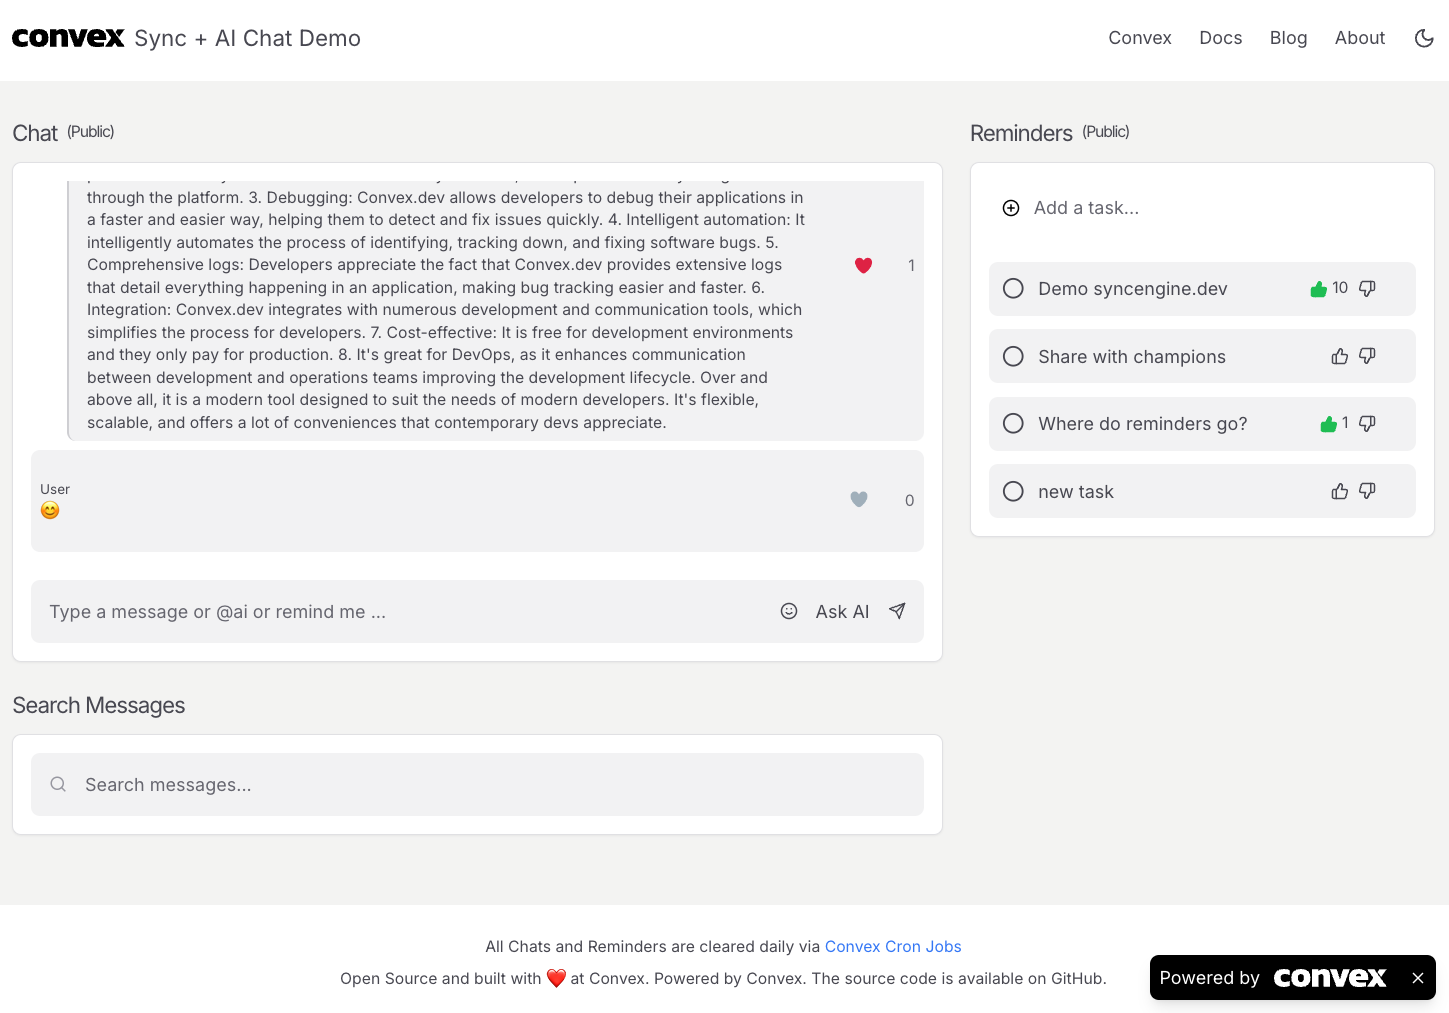 convex Sync + AI Chat Demo
Convex Docs Blog About
Chat (Public)
through the platform. 3. Debugging: Convex.dev allows developers to debug their applications in
a faster and easier way, helping them to detect and fix issues quickly. 4. Intelligent automation: It
intelligently automates the process of identifying, tracking down, and fixing software bugs. 5.
Comprehensive logs: Developers appreciate the fact that Convex.dev provides extensive logs
that detail everything happening in an application, making bug tracking easier and faster. 6.
Integration: Convex.dev integrates with numerous development and communication tools, which
simplifies the process for developers. 7. Cost-effective: It is free for development environments
and they only pay for production. 8. It's great for DevOps, as it enhances communication
between development and operations teams improving the development lifecycle. Over and
above all, it is a modern tool designed to suit the needs of modern developers. It's flexible,
scalable, and offers a lot of conveniences that contemporary devs appreciate.
1
User
😊
0
Type a message or @ai or remind me ...
Ask AI
Search Messages
Search messages...
Reminders (Public)
Add a task...
Demo syncengine.dev 10
Share with champions
Where do reminders go? 1
new task
All Chats and Reminders are cleared daily via Convex Cron Jobs
Open Source and built with ❤️ at Convex. Powered by Convex. The source code is available on GitHub.
Powered by convex